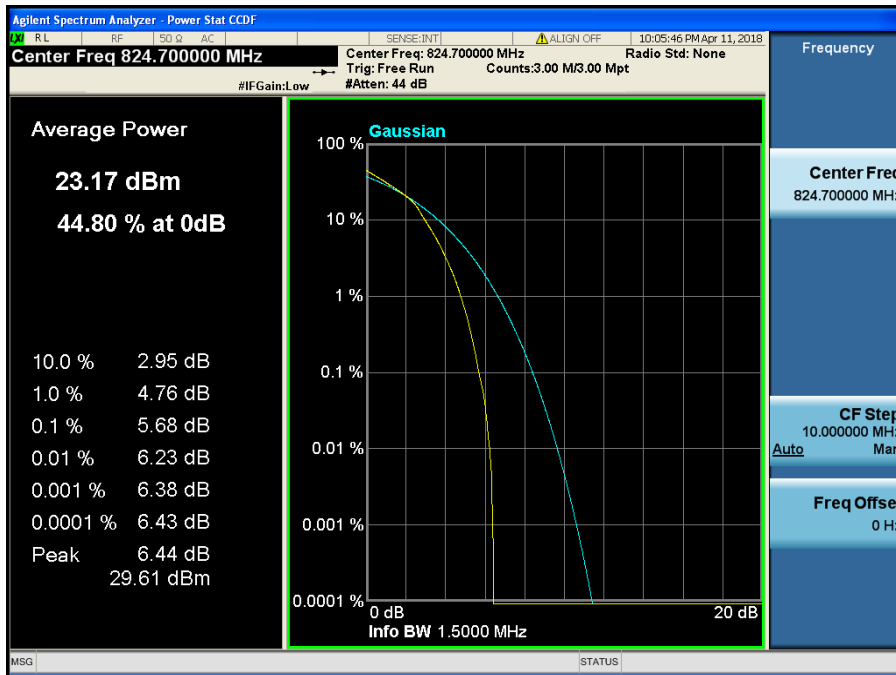 Agilent Spectrum Analyzer - Power Stat CCDF
LXI RL RF 50 Ω AC SENSE:INT ALIGN OFF 10:05:46 PM Apr 11, 2018
Center Freq 824.700000 MHz
Center Freq: 824.700000 MHz Radio Std: None
Trig: Free Run Counts:3.00 M/3.00 Mpt
#IFGain:Low #Atten: 44 dB
Average Power
23.17 dBm
44.80 % at 0dB
10.0 % 2.95 dB
1.0 % 4.76 dB
0.1 % 5.68 dB
0.01 % 6.23 dB
0.001 % 6.38 dB
0.0001 % 6.43 dB
Peak 6.44 dB
29.61 dBm
Gaussian
100 %
10 %
1 %
0.1 %
0.01 %
0.001 %
0.0001 %
0 dB 20 dB
Info BW 1.5000 MHz
Frequency
Center Freq
824.700000 MHz
CF Step
10.000000 MHz
Auto Man
Freq Offse
0 Hz
MSG STATUS